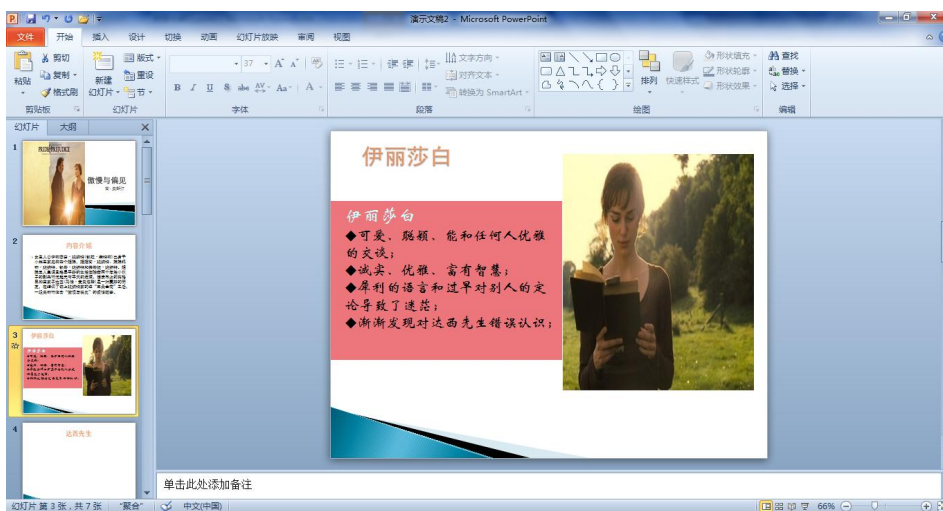 演示文稿2 - Microsoft PowerPoint
文件 开始 插入 设计 切换 动画 幻灯片放映 审阅 视图
剪切
复制
格式刷
粘贴
新建
幻灯片
版式
重设
节
37
B I U S abc AV Aa A
文字方向
对齐文本
转换为 SmartArt
排列 快速样式
形状填充
形状轮廓
形状效果
查找
替换
选择
剪贴板 幻灯片 字体 段落 绘图 编辑
幻灯片 大纲
1
傲慢与偏见
2
内容介绍
3
伊丽莎白
4
达西先生
伊丽莎白
伊丽莎白
◆可爱、聪颖、能和任何人优雅
的交谈；
◆诚实、优雅、富有智慧；
◆犀利的语言和过早对别人的定
论导致了迷茫；
◆渐渐发现对达西先生错误认识；
单击此处添加备注
幻灯片 第 3 张，共 7 张 "聚合" 中文(中国) 66%